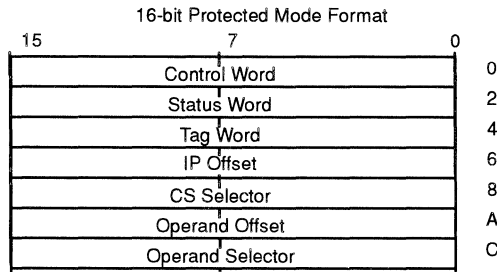 16-bit Protected Mode Format
15 7 0
Control Word 0
Status Word 2
Tag Word 4
IP Offset 6
CS Selector 8
Operand Offset A
Operand Selector C